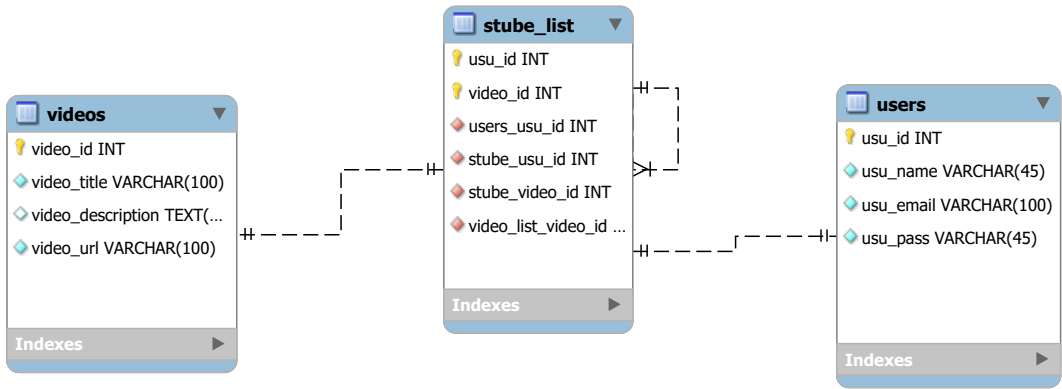 videos
video_id INT
video_title VARCHAR(100)
video_description TEXT(...
video_url VARCHAR(100)
Indexes
stube_list
usu_id INT
video_id INT
users_usu_id INT
stube_usu_id INT
stube_video_id INT
video_list_video_id ...
Indexes
users
usu_id INT
usu_name VARCHAR(45)
usu_email VARCHAR(100)
usu_pass VARCHAR(45)
Indexes